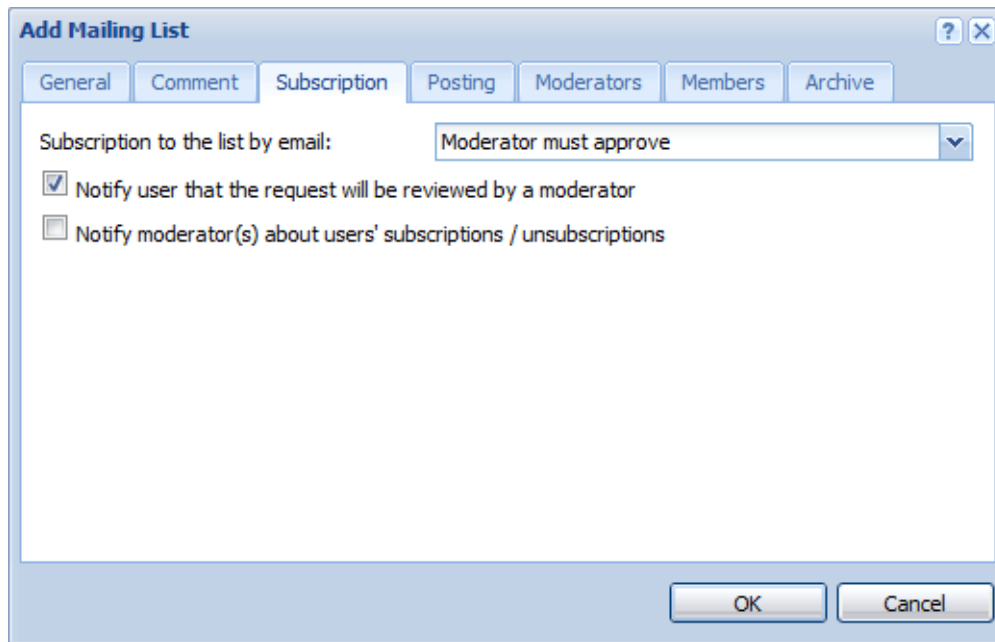 Add Mailing List
General Comment Subscription Posting Moderators Members Archive
Subscription to the list by email: Moderator must approve
Notify user that the request will be reviewed by a moderator
Notify moderator(s) about users' subscriptions / unsubscriptions
OK Cancel